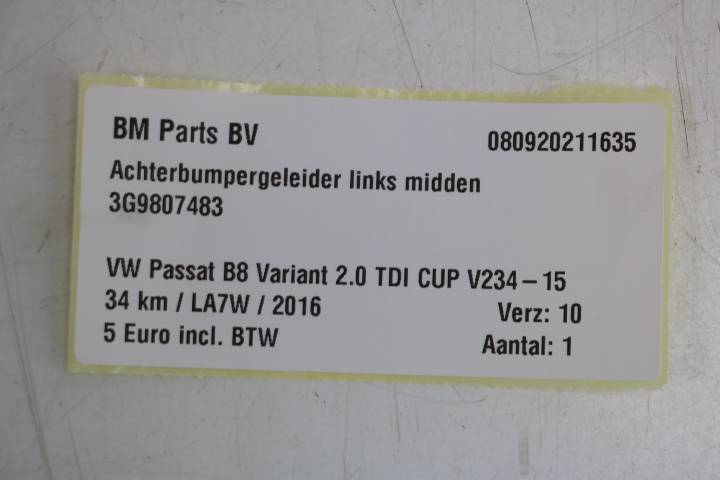 BM Parts BV 080920211635
Achterbumpergeleider links midden
3G9807483
VW Passat B8 Variant 2.0 TDI CUP V234-15
34 km / LA7W / 2016 Verz: 10
5 Euro incl. BTW Aantal: 1